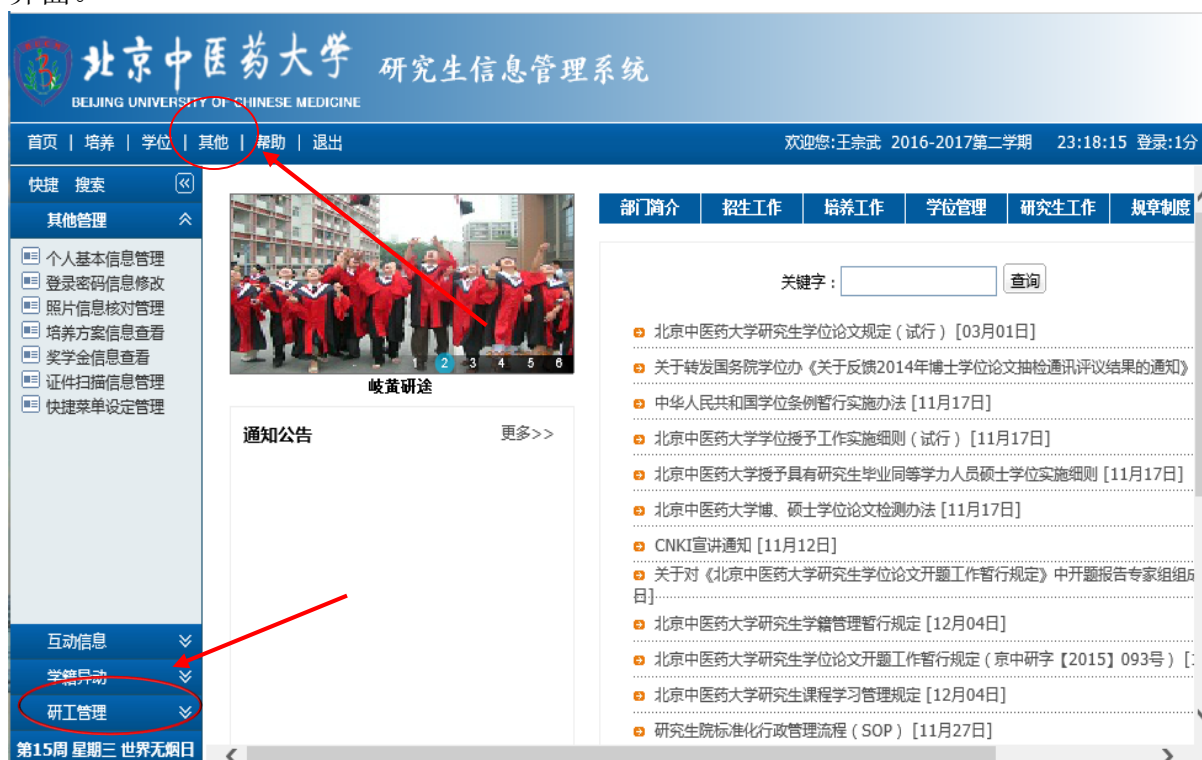 界面。
北京中医药大学 研究生信息管理系统
BEIJING UNIVERSITY OF CHINESE MEDICINE
首页 | 培养 | 学位 | 其他 | 帮助 | 退出 欢迎您:王宗武 2016-2017第二学期 23:18:15 登录:1分
快捷 搜索
其他管理
个人基本信息管理
登录密码信息修改
照片信息核对管理
培养方案信息查看
奖学金信息查看
证件扫描信息管理
快捷菜单设定管理
互动信息
学籍异动
研工管理
第15周 星期三 世界无烟日
1 2 3 4 5 6
岐黄研途
通知公告 更多>>
部门简介 招生工作 培养工作 学位管理 研究生工作 规章制度
关键字： 查询
北京中医药大学研究生学位论文规定（试行）[03月01日]
关于转发国务院学位办《关于反馈2014年博士学位论文抽检通讯评议结果的通知》
中华人民共和国学位条例暂行实施办法 [11月17日]
北京中医药大学学位授予工作实施细则（试行）[11月17日]
北京中医药大学授予具有研究生毕业同等学力人员硕士学位实施细则 [11月17日]
北京中医药大学博、硕士学位论文检测办法 [11月17日]
CNKI宣讲通知 [11月12日]
关于对《北京中医药大学研究生学位论文开题工作暂行规定》中开题报告专家组组成
日]
北京中医药大学研究生学籍管理暂行规定 [12月04日]
北京中医药大学研究生学位论文开题工作暂行规定（京中研字【2015】093号）[1
北京中医药大学研究生课程学习管理规定 [12月04日]
研究生院标准化行政管理流程（SOP）[11月27日]